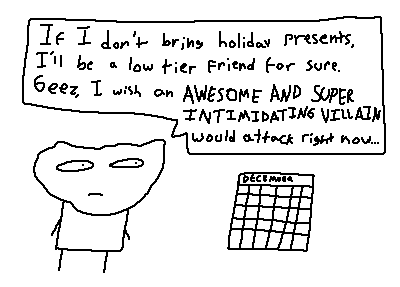 If I don't bring holiday presents,
I'll be a low tier friend for sure.
Geez, I wish an AWESOME AND SUPER
INTIMIDATING VILLAIN
would attack right now...
DECEMBER